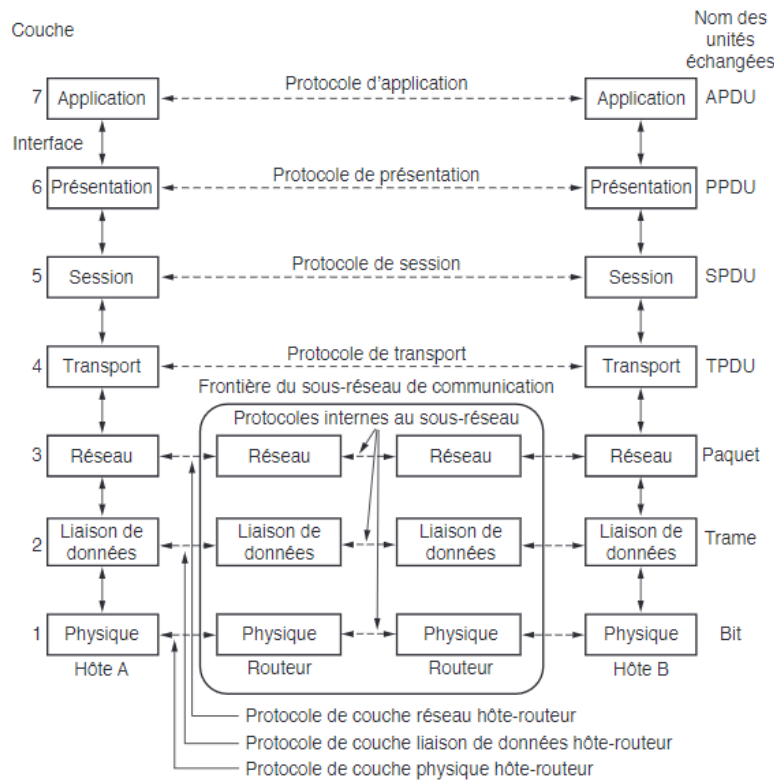 Couche
Nom des
unités
échangées
7 Application Protocole d'application Application APDU
Interface
6 Présentation Protocole de présentation Présentation PPDU
5 Session Protocole de session Session SPDU
4 Transport Protocole de transport Transport TPDU
Frontière du sous-réseau de communication
Protocoles internes au sous-réseau
3 Réseau Réseau Réseau Réseau Paquet
2 Liaison de données Liaison de données Liaison de données Liaison de données Trame
1 Physique Physique Physique Physique Bit
Hôte A Routeur Routeur Hôte B
Protocole de couche réseau hôte-routeur
Protocole de couche liaison de données hôte-routeur
Protocole de couche physique hôte-routeur